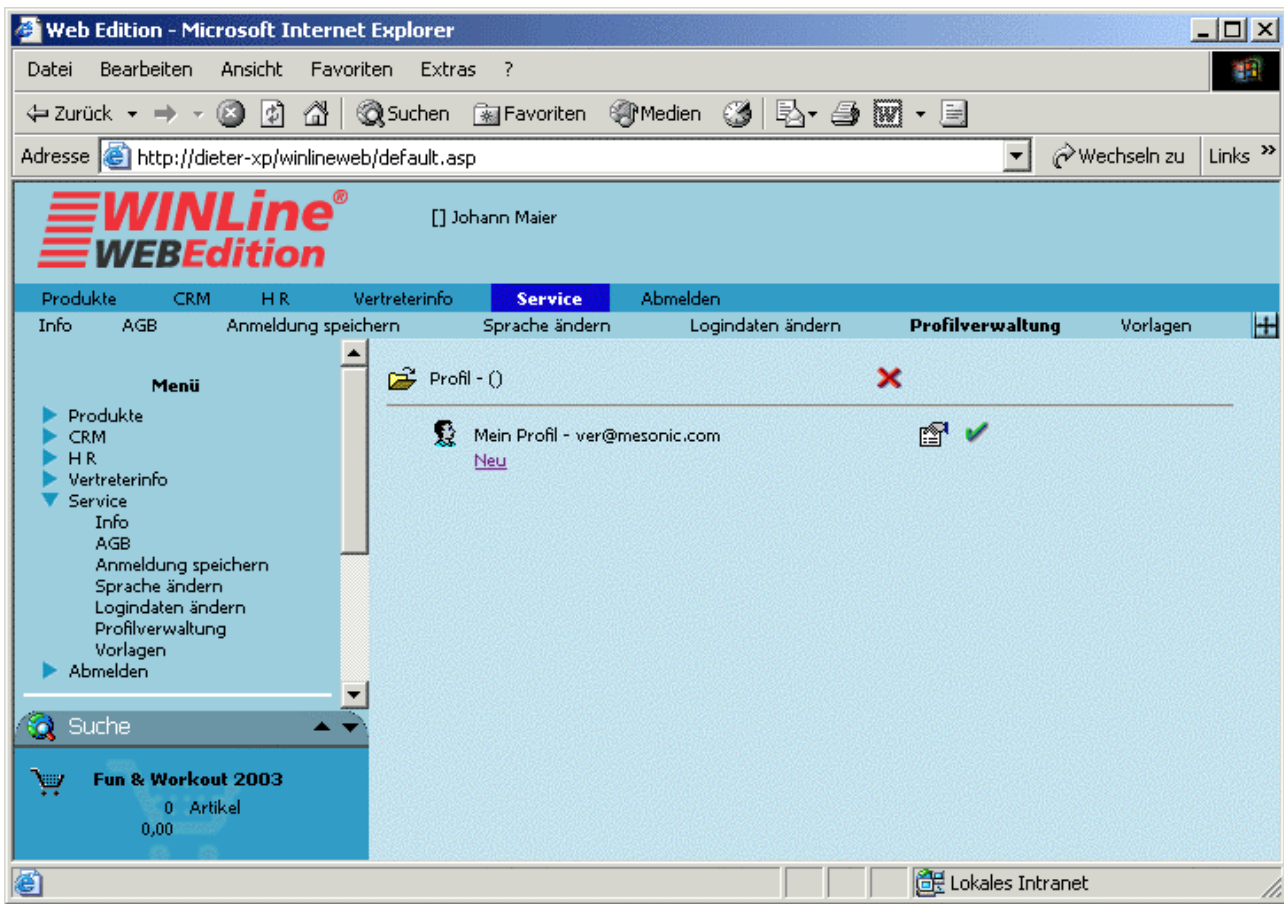 Web Edition - Microsoft Internet Explorer
Datei Bearbeiten Ansicht Favoriten Extras ?
Zurück Suchen Favoriten Medien
Adresse http://dieter-xp/winlineweb/default.asp Wechseln zu Links »
WINLine®
WEBEdition
[] Johann Maier
Produkte CRM H R Vertreterinfo Service Abmelden
Info AGB Anmeldung speichern Sprache ändern Logindaten ändern Profilverwaltung Vorlagen
Menü
Produkte
CRM
H R
Vertreterinfo
Service
Info
AGB
Anmeldung speichern
Sprache ändern
Logindaten ändern
Profilverwaltung
Vorlagen
Abmelden
Profil - ()
Mein Profil - ver@mesonic.com
Neu
Suche
Fun & Workout 2003
0 Artikel
0,00
Lokales Intranet